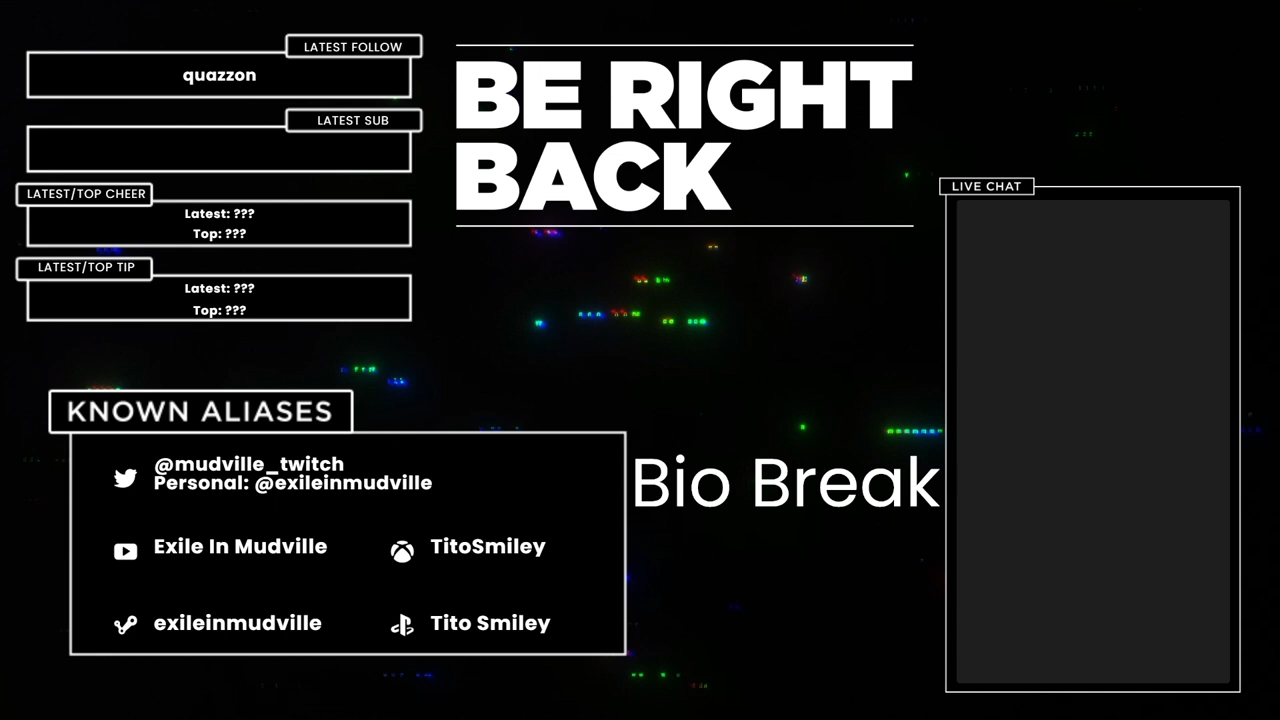 LATEST FOLLOW
quazzon
LATEST SUB
LATEST/TOP CHEER
Latest: ???
Top: ???
LATEST/TOP TIP
Latest: ???
Top: ???
BE RIGHT
BACK
LIVE CHAT
KNOWN ALIASES
@mudville_twitch
Personal: @exileinmudville
Exile In Mudville
TitoSmiley
exileinmudville
Tito Smiley
Bio Break